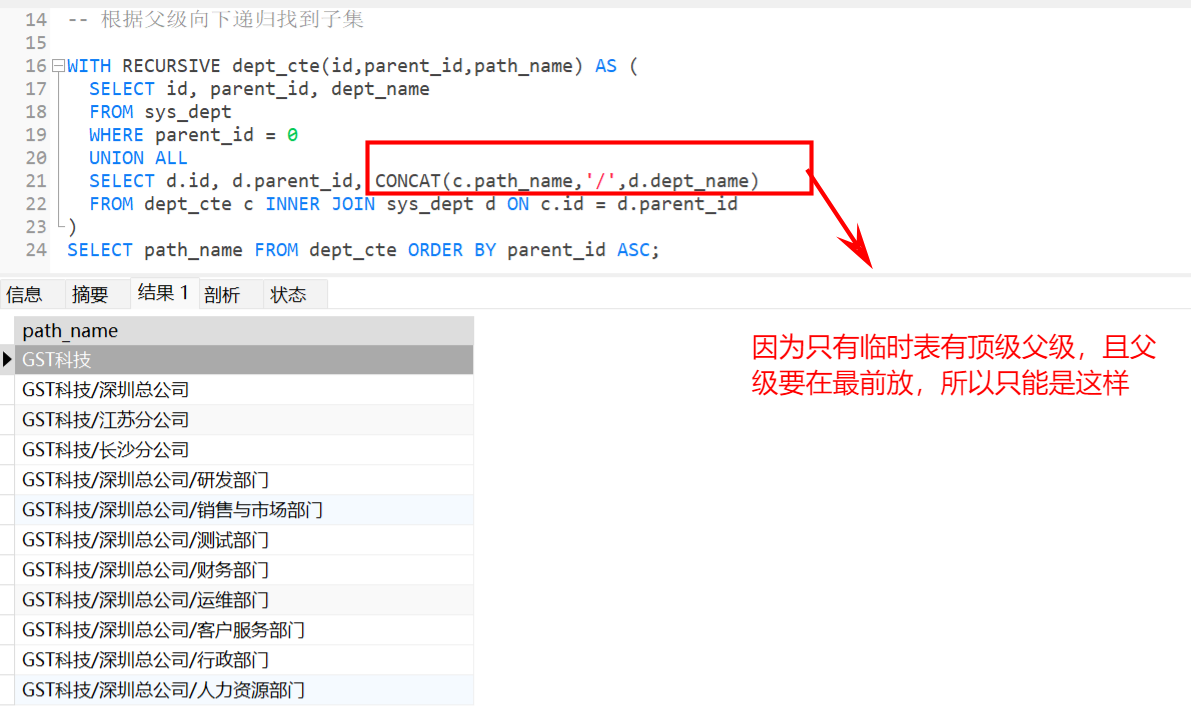 14 -- 根据父级向下递归找到子集
15
16 WITH RECURSIVE dept_cte(id,parent_id,path_name) AS (
17 SELECT id, parent_id, dept_name
18 FROM sys_dept
19 WHERE parent_id = 0
20 UNION ALL
21 SELECT d.id, d.parent_id, CONCAT(c.path_name,'/',d.dept_name)
22 FROM dept_cte c INNER JOIN sys_dept d ON c.id = d.parent_id
23 )
24 SELECT path_name FROM dept_cte ORDER BY parent_id ASC;
信息 摘要 结果 1 剖析 状态
path_name
GST科技
GST科技/深圳总公司
GST科技/江苏分公司
GST科技/长沙分公司
GST科技/深圳总公司/研发部门
GST科技/深圳总公司/销售与市场部门
GST科技/深圳总公司/测试部门
GST科技/深圳总公司/财务部门
GST科技/深圳总公司/运维部门
GST科技/深圳总公司/客户服务部门
GST科技/深圳总公司/行政部门
GST科技/深圳总公司/人力资源部门
因为只有临时表有顶级父级，且父
级要在最前放，所以只能是这样